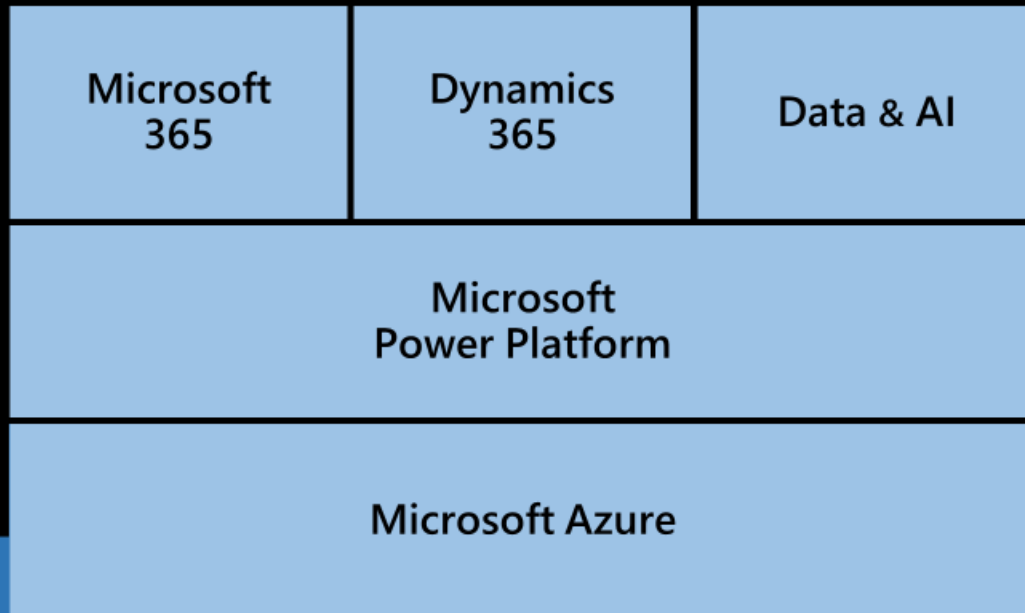 Microsoft
365
Dynamics
365
Data & AI
Microsoft
Power Platform
Microsoft Azure